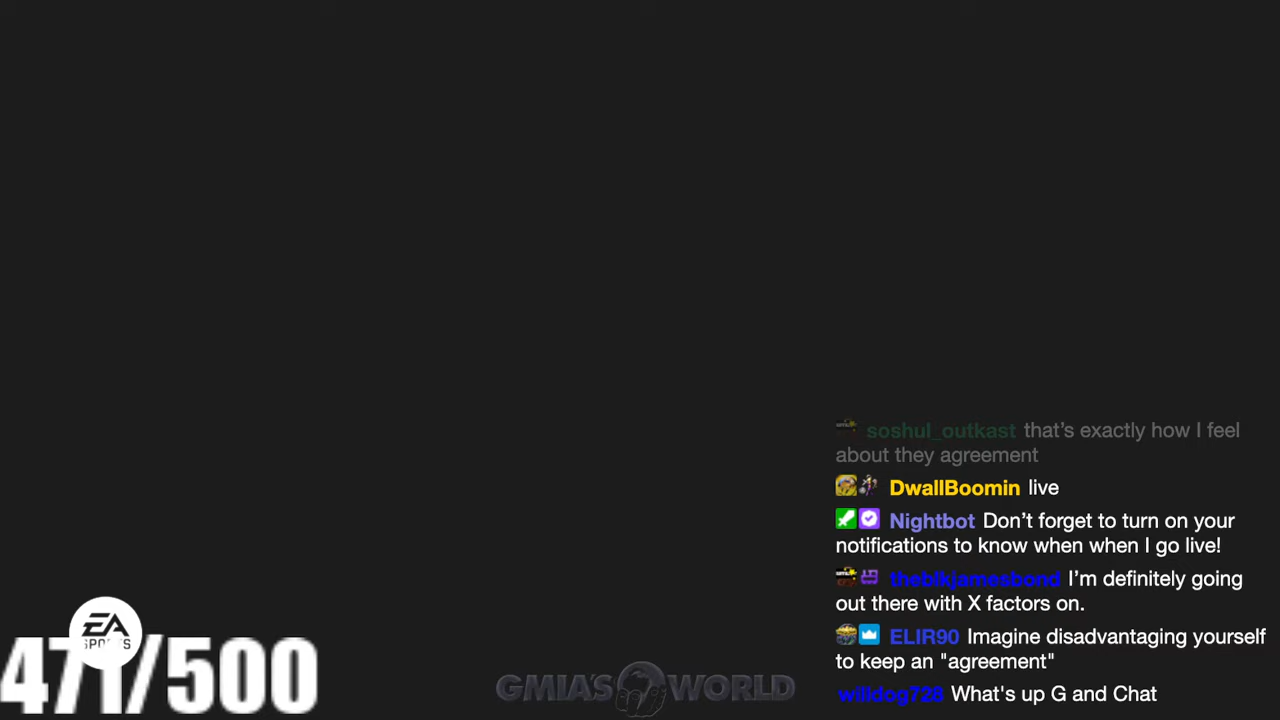 soshul_outkast that’s exactly how I feel
about they agreement
DwallBoomin live
Nightbot Don’t forget to turn on your
notifications to know when when I go live!
theblkjamesbond I’m definitely going
out there with X factors on.
ELIR90 Imagine disadvantaging yourself
to keep an "agreement"
willdog728 What's up G and Chat
EA
SPORTS
471/500
GMIA'S WORLD